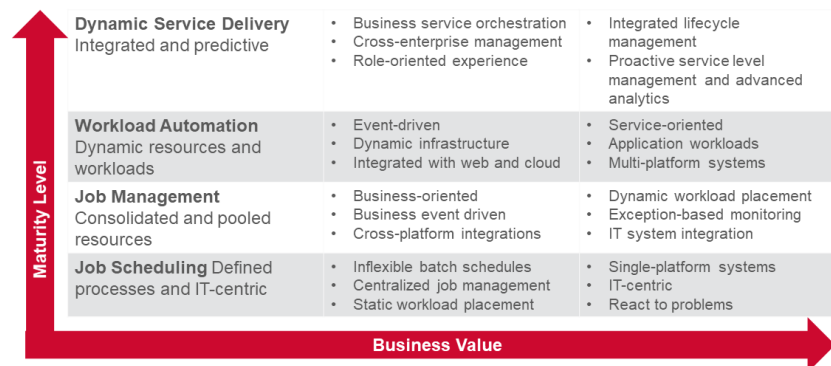 Maturity Level
Dynamic Service Delivery
Integrated and predictive
• Business service orchestration
• Cross-enterprise management
• Role-oriented experience
• Integrated lifecycle
management
• Proactive service level
management and advanced
analytics
Workload Automation
Dynamic resources and
workloads
• Event-driven
• Dynamic infrastructure
• Integrated with web and cloud
• Service-oriented
• Application workloads
• Multi-platform systems
Job Management
Consolidated and pooled
resources
• Business-oriented
• Business event driven
• Cross-platform integrations
• Dynamic workload placement
• Exception-based monitoring
• IT system integration
Job Scheduling Defined
processes and IT-centric
• Inflexible batch schedules
• Centralized job management
• Static workload placement
• Single-platform systems
• IT-centric
• React to problems
Business Value